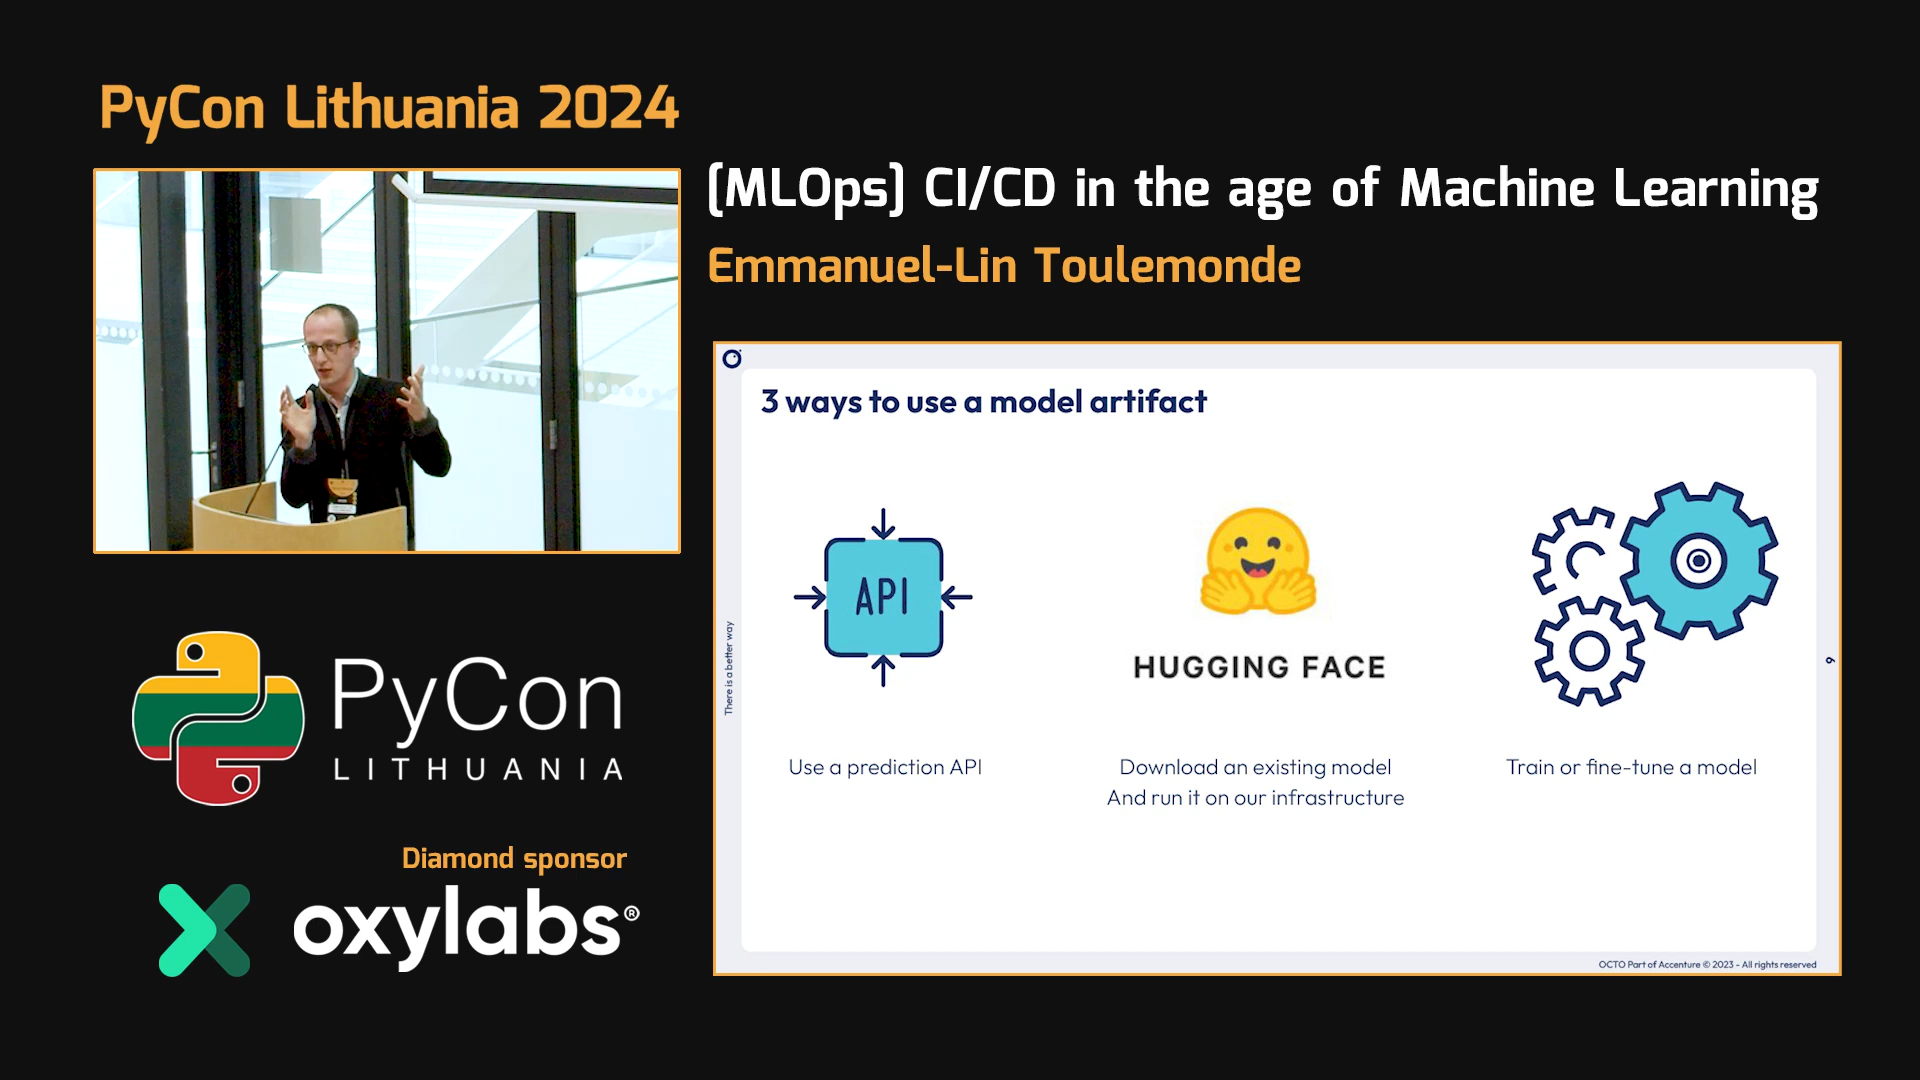 PyCon Lithuania 2024
[MLOps] CI/CD in the age of Machine Learning
Emmanuel-Lin Toulemonde
3 ways to use a model artifact
API
HUGGING FACE
Use a prediction API
Download an existing model
And run it on our infrastructure
Train or fine-tune a model
There is a better way
9
OCTO Part of Accenture © 2023 - All rights reserved
PyCon
LITHUANIA
Diamond sponsor
oxylabs®